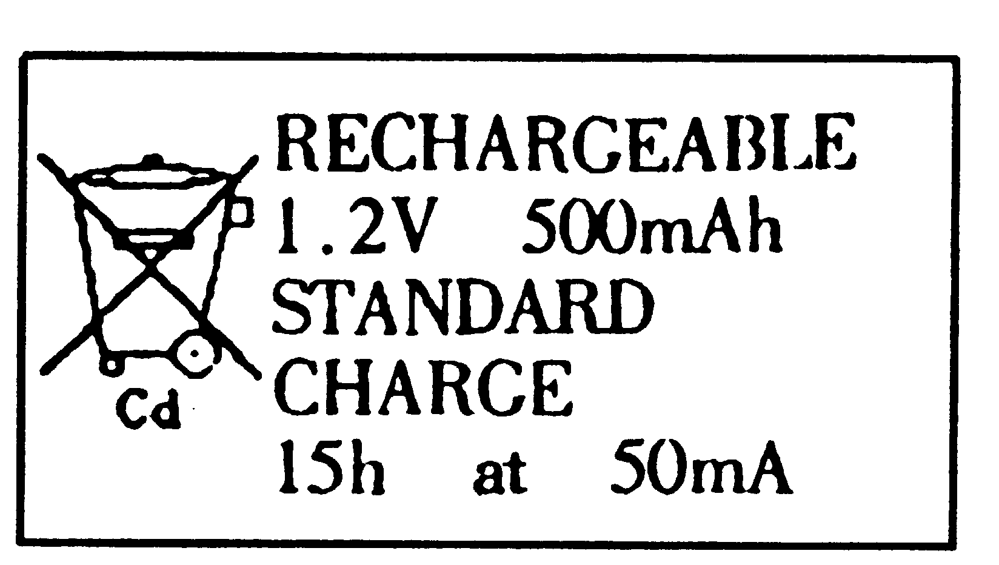 RECHARGEABLE
1.2V 500mAh
STANDARD
CHARGE
15h at 50mA
Cd